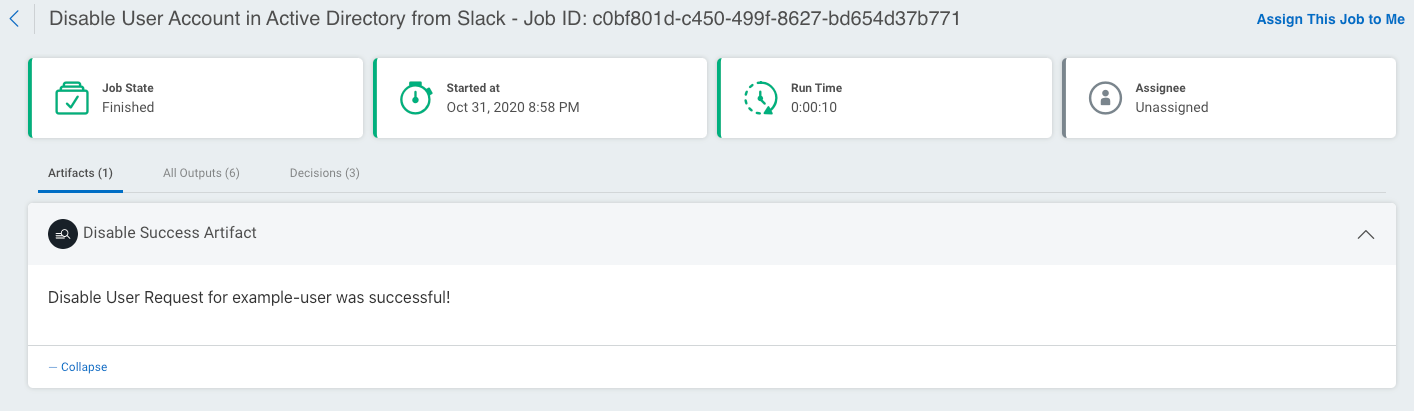 Disable User Account in Active Directory from Slack - Job ID: c0bf801d-c450-499f-8627-bd654d37b771
Assign This Job to Me
Job State
Finished
Started at
Oct 31, 2020 8:58 PM
Run Time
0:00:10
Assignee
Unassigned
Artifacts (1)
All Outputs (6)
Decisions (3)
Disable Success Artifact
Disable User Request for example-user was successful!
— Collapse